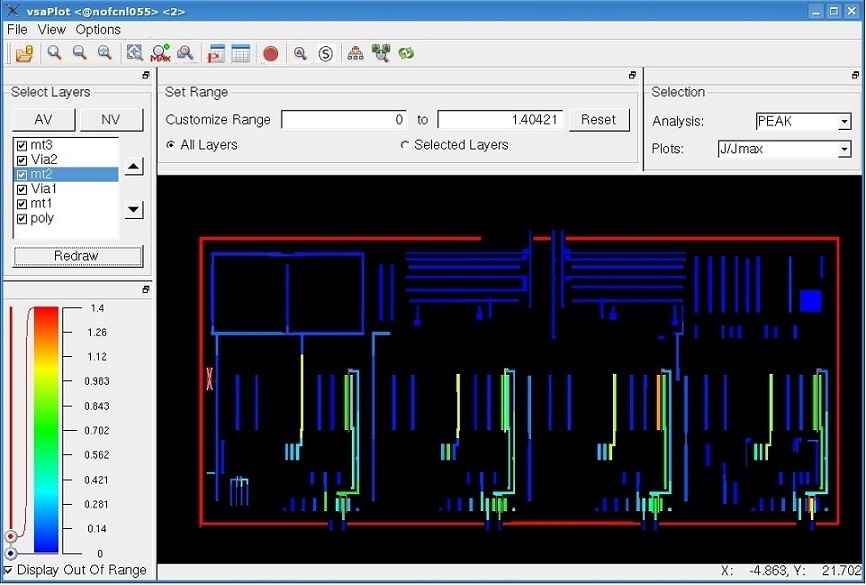 vsaPlot <@nofcnl055> <2>
File View Options
MAX P S
Select Layers
AV NV
mt3
Via2
mt2
Via1
mt1
poly
Redraw
Set Range
Customize Range 0 to 1.40421 Reset
All Layers Selected Layers
Selection
Analysis: PEAK
Plots: J/Jmax
1.4
1.26
1.12
0.983
0.843
0.702
0.562
0.421
0.281
0.14
0
Display Out Of Range
X: -4.863, Y: 21.702